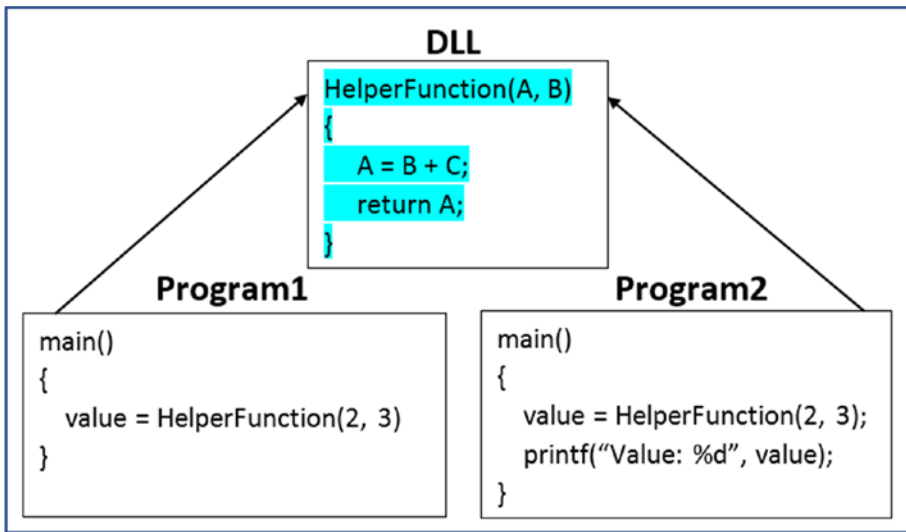 DLL
HelperFunction(A, B)
{
A = B + C;
return A;
}
Program1
main()
{
value = HelperFunction(2, 3)
}
Program2
main()
{
value = HelperFunction(2, 3);
printf(“Value: %d”, value);
}